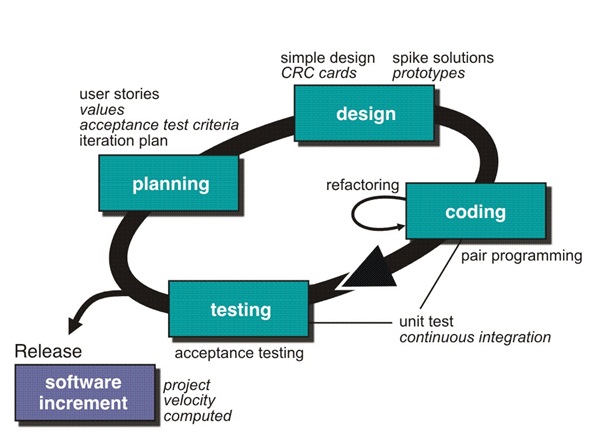 simple design
CRC cards
spike solutions
prototypes
user stories
values
acceptance test criteria
iteration plan
design
planning
refactoring
coding
pair programming
testing
unit test
continuous integration
acceptance testing
Release
software
increment
project
velocity
computed